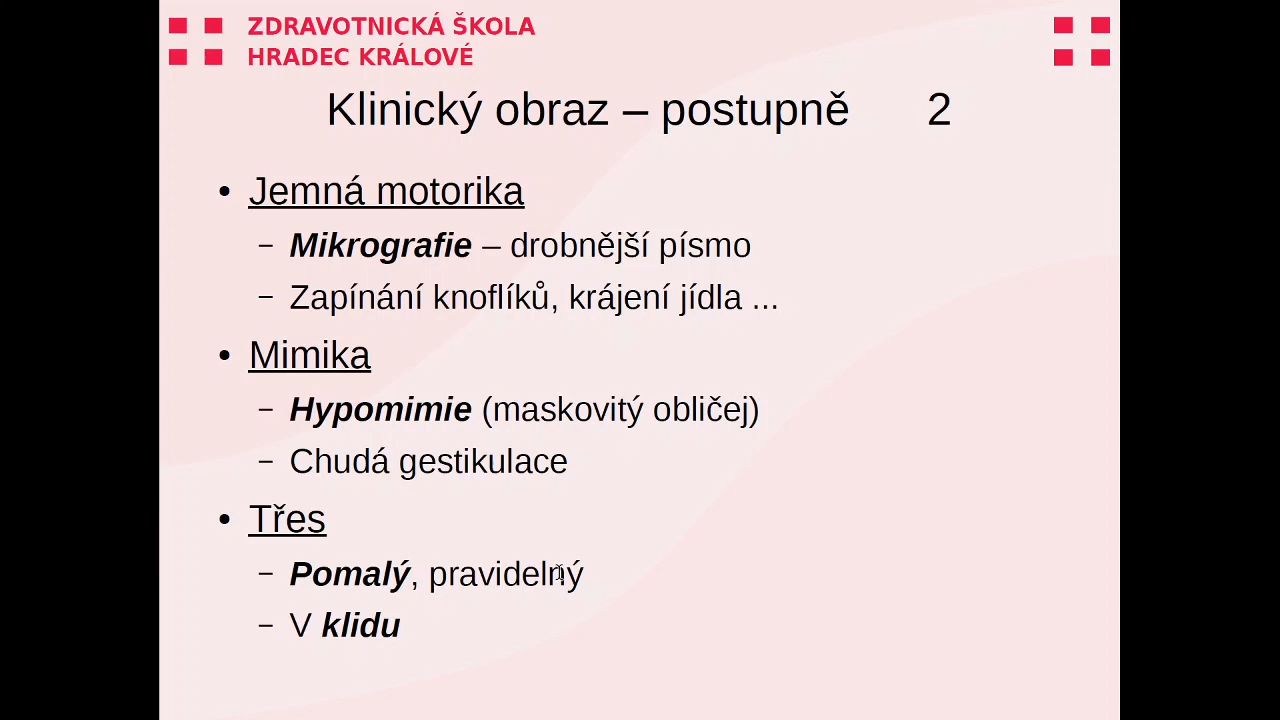 ZDRAVOTNICKÁ ŠKOLA
HRADEC KRÁLOVÉ
Klinický obraz – postupně 2
• Jemná motorika
– Mikrografie – drobnější písmo
– Zapínání knoflíků, krájení jídla ...
• Mimika
– Hypomimie (maskovitý obličej)
– Chudá gestikulace
• Třes
– Pomalý, pravidelný
– V klidu